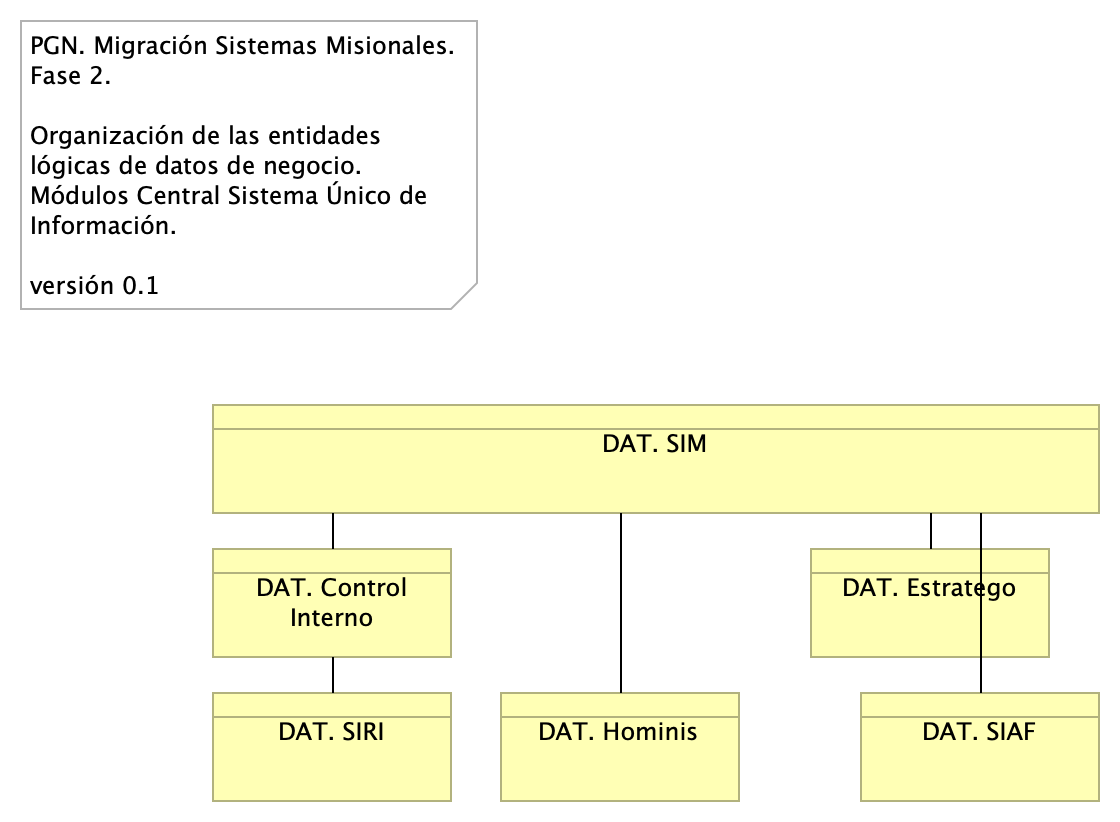 PGN. Migración Sistemas Misionales.
Fase 2.
Organización de las entidades
lógicas de datos de negocio.
Módulos Central Sistema Único de
Información.
versión 0.1
DAT. SIM
DAT. Control
Interno
DAT. Estratego
DAT. SIRI
DAT. Hominis
DAT. SIAF